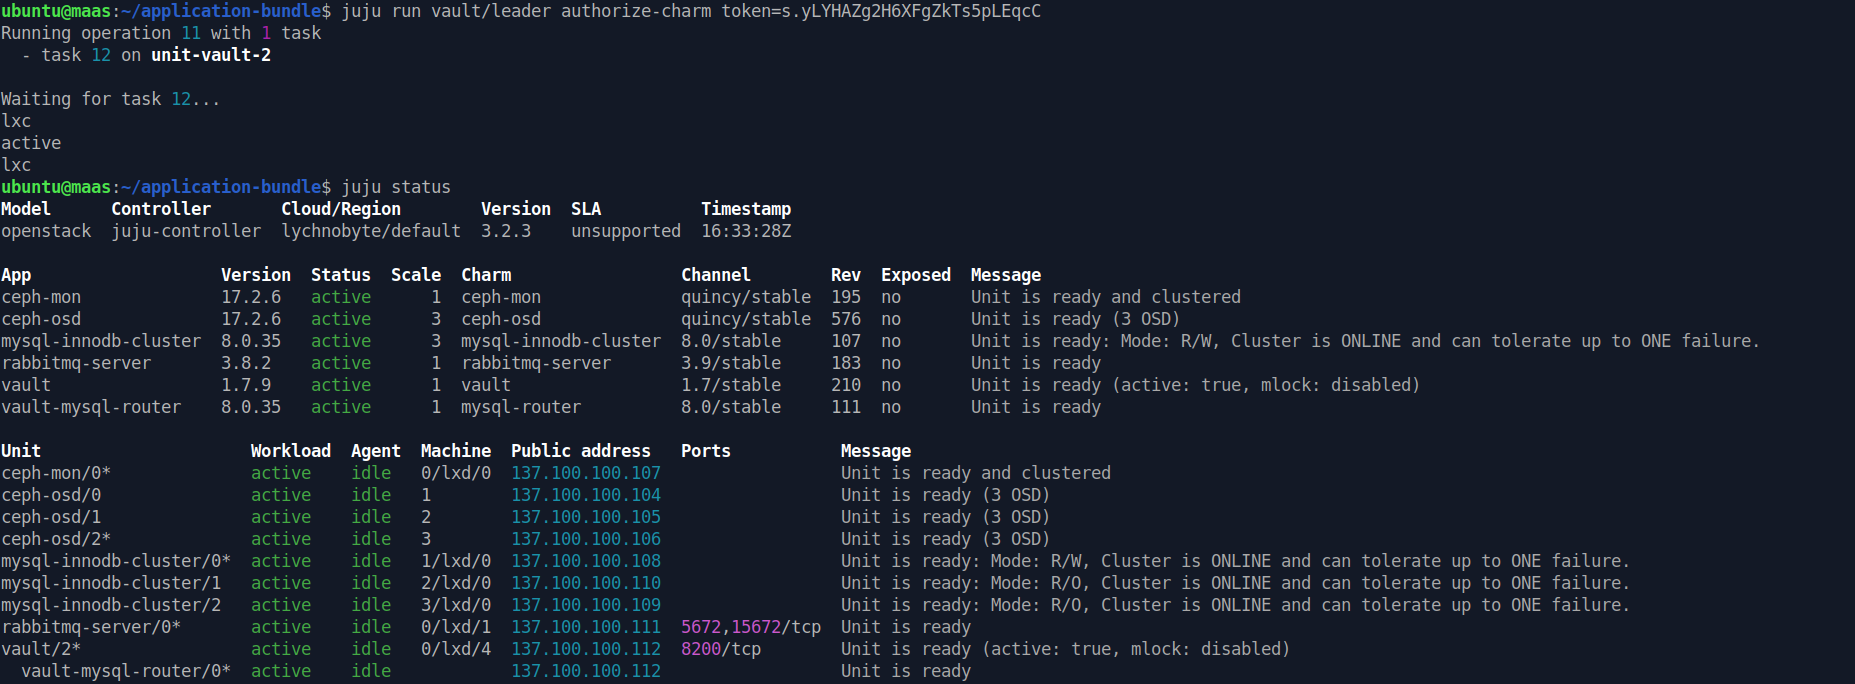 ubuntu@maas:~/application-bundle$ juju run vault/leader authorize-charm token=s.yLYHAZg2H6XFgZkTs5pLEqcC
Running operation 11 with 1 task
  - task 12 on unit-vault-2

Waiting for task 12...
lxc
active
lxc
ubuntu@maas:~/application-bundle$ juju status
Model      Controller       Cloud/Region        Version  SLA          Timestamp
openstack  juju-controller  lychnobyte/default  3.2.3    unsupported  16:33:28Z

App                   Version  Status  Scale  Charm                 Channel        Rev  Exposed  Message
ceph-mon              17.2.6   active      1  ceph-mon              quincy/stable  195  no       Unit is ready and clustered
ceph-osd              17.2.6   active      3  ceph-osd              quincy/stable  576  no       Unit is ready (3 OSD)
mysql-innodb-cluster  8.0.35   active      3  mysql-innodb-cluster  8.0/stable     107  no       Unit is ready: Mode: R/W, Cluster is ONLINE and can tolerate up to ONE failure.
rabbitmq-server       3.8.2    active      1  rabbitmq-server       3.9/stable     183  no       Unit is ready
vault                 1.7.9    active      1  vault                 1.7/stable     210  no       Unit is ready (active: true, mlock: disabled)
vault-mysql-router    8.0.35   active      1  mysql-router          8.0/stable     111  no       Unit is ready

Unit                     Workload  Agent  Machine  Public address   Ports           Message
ceph-mon/0*              active    idle   0/lxd/0  137.100.100.107                  Unit is ready and clustered
ceph-osd/0               active    idle   1        137.100.100.104                  Unit is ready (3 OSD)
ceph-osd/1               active    idle   2        137.100.100.105                  Unit is ready (3 OSD)
ceph-osd/2*              active    idle   3        137.100.100.106                  Unit is ready (3 OSD)
mysql-innodb-cluster/0*  active    idle   1/lxd/0  137.100.100.108                  Unit is ready: Mode: R/W, Cluster is ONLINE and can tolerate up to ONE failure.
mysql-innodb-cluster/1   active    idle   2/lxd/0  137.100.100.110                  Unit is ready: Mode: R/O, Cluster is ONLINE and can tolerate up to ONE failure.
mysql-innodb-cluster/2   active    idle   3/lxd/0  137.100.100.109                  Unit is ready: Mode: R/O, Cluster is ONLINE and can tolerate up to ONE failure.
rabbitmq-server/0*       active    idle   0/lxd/1  137.100.100.111  5672,15672/tcp  Unit is ready
vault/2*                 active    idle   0/lxd/4  137.100.100.112  8200/tcp        Unit is ready (active: true, mlock: disabled)
  vault-mysql-router/0*  active    idle            137.100.100.112                  Unit is ready